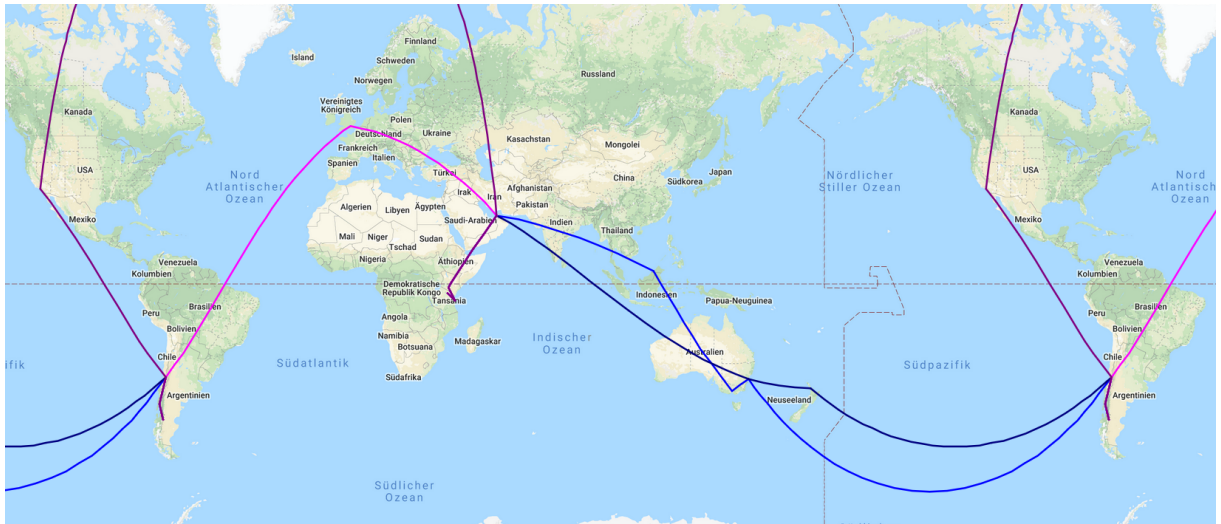 Finnland
Island
Schweden
Russland
Norwegen
Kanada
Vereinigtes
Königreich
Polen
Deutschland
Ukraine
Kasachstan
Mongolei
Frankreich
Italien
Spanien
Türkei
USA
Nord
Atlantischer
Ozean
Irak
Iran
Afghanistan
China
Südkorea
Japan
Nördlicher
Stiller Ozean
Pakistan
Algerien
Libyen
Ägypten
Saudi-Arabien
Indien
Mexiko
Mali
Niger
Tschad
Sudan
Thailand
Nigeria
Äthiopien
Venezuela
Kolumbien
Demokratische
Republik Kongo
Tansania
Indonesien
Papua-Neuguinea
Brasilien
Peru
Bolivien
Angola
Namibia
Botsuana
Madagaskar
Indischer
Ozean
Australien
Chile
Südatlantik
Südafrika
Südpazifik
ifik
Argentinien
Neuseeland
Südlicher
Ozean
Kanada
USA
Nord
Atlantische
Ozean
Mexiko
Venezuela
Kolumbien
Brasilien
Peru
Bolivien
Chile
Argentinien